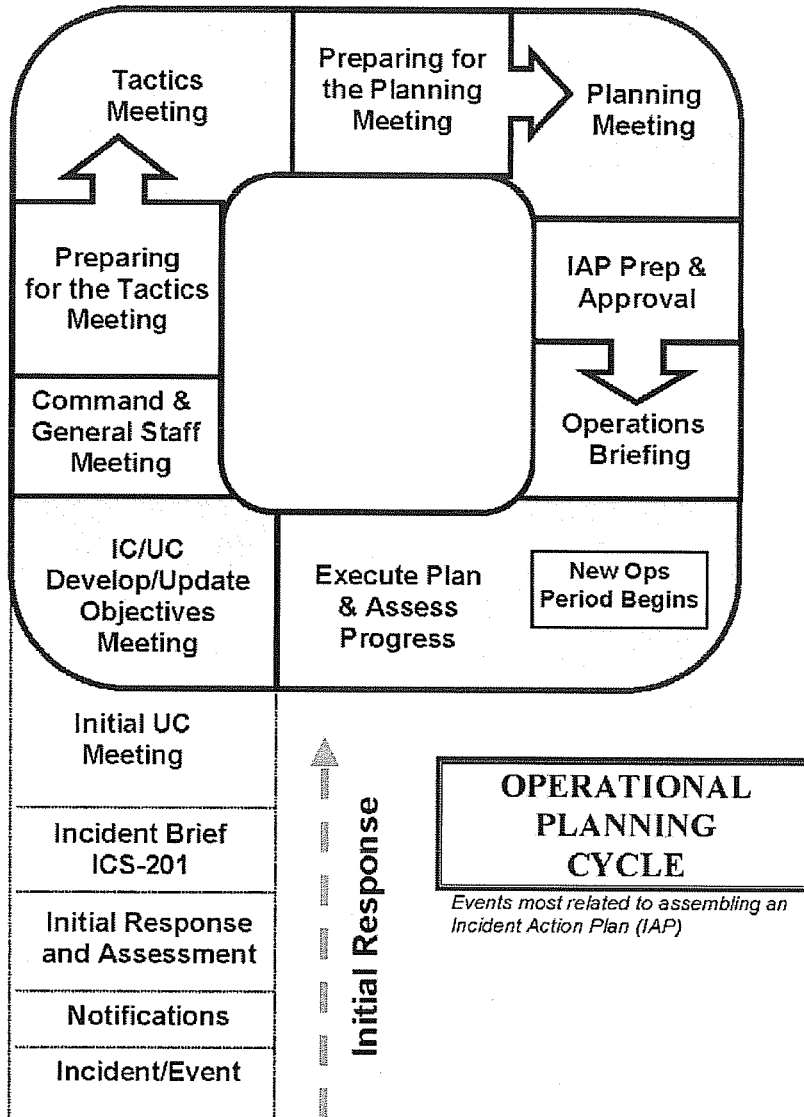 Tactics
Meeting
Preparing for
the Planning
Meeting
Planning
Meeting
Preparing
for the Tactics
Meeting
IAP Prep &
Approval
Command &
General Staff
Meeting
Operations
Briefing
IC/UC
Develop/Update
Objectives
Meeting
Execute Plan
& Assess
Progress
New Ops
Period Begins
Initial UC
Meeting
Incident Brief
ICS-201
Initial Response
and Assessment
Notifications
Incident/Event
Initial Response
OPERATIONAL
PLANNING
CYCLE
Events most related to assembling an
Incident Action Plan (IAP)